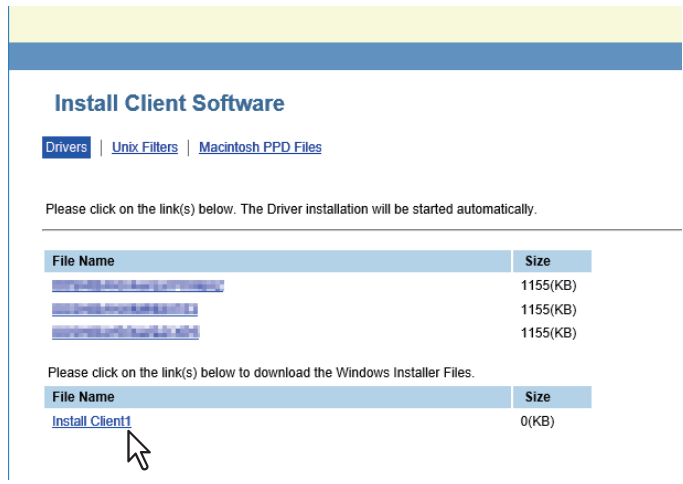 Install Client Software
Drivers | Unix Filters | Macintosh PPD Files
Please click on the link(s) below. The Driver installation will be started automatically.
File Name Size
1155(KB)
1155(KB)
1155(KB)
Please click on the link(s) below to download the Windows Installer Files.
File Name Size
Install Client1 0(KB)